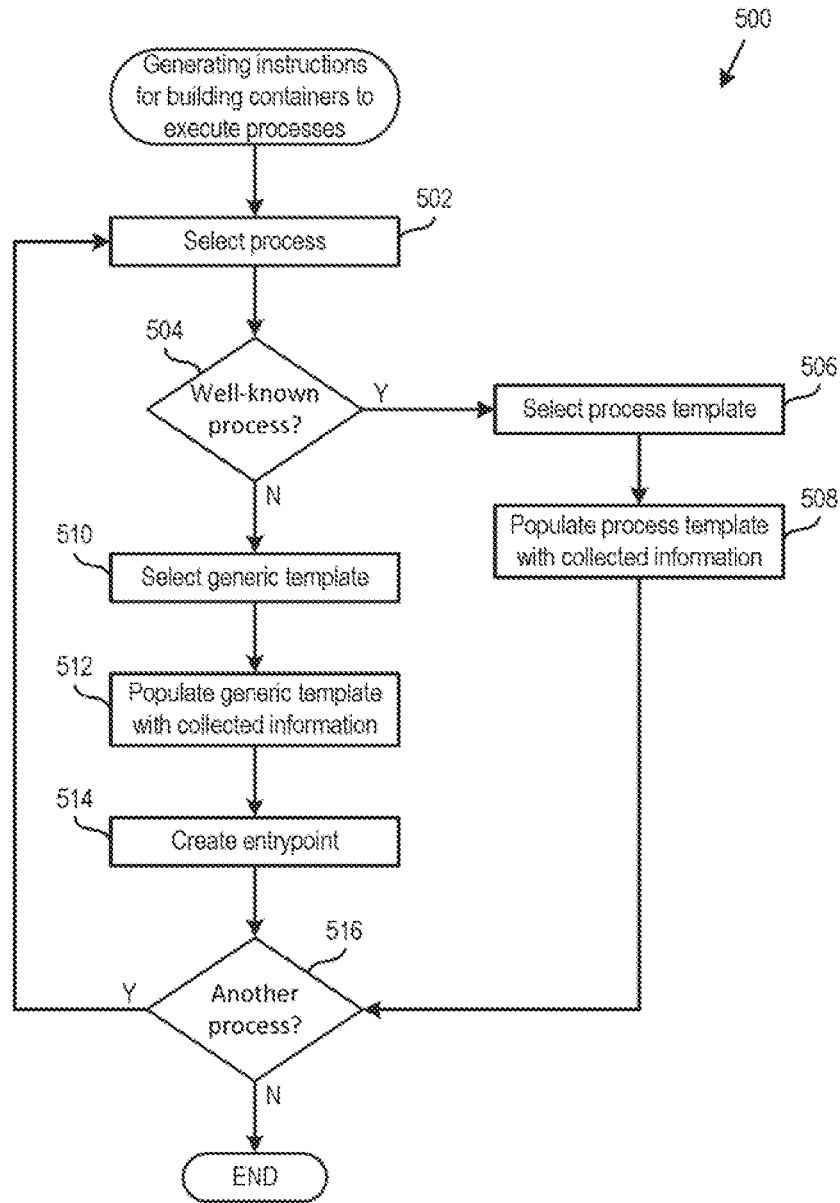 500
Generating instructions
for building containers to
execute processes
502
Select process
504
Well-known
process?
Y
N
506
Select process template
508
Populate process template
with collected information
510
Select generic template
512
Populate generic template
with collected information
514
Create entrypoint
516
Another
process?
Y
N
END